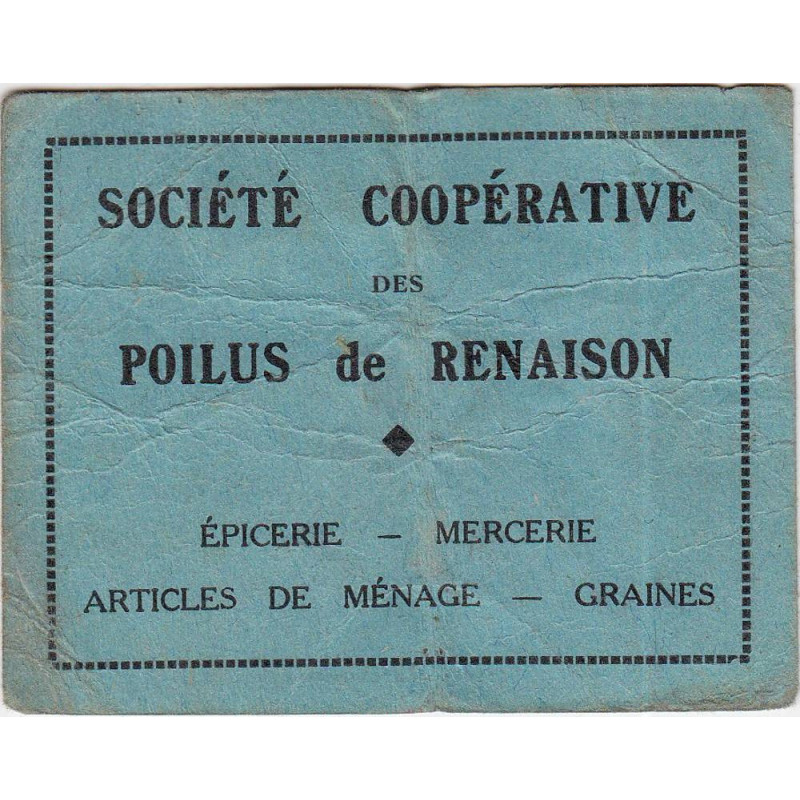 SOCIÉTÉ COOPÉRATIVE
DES
POILUS de RENAISON
ÉPICERIE — MERCERIE
ARTICLES DE MÉNAGE — GRAINES